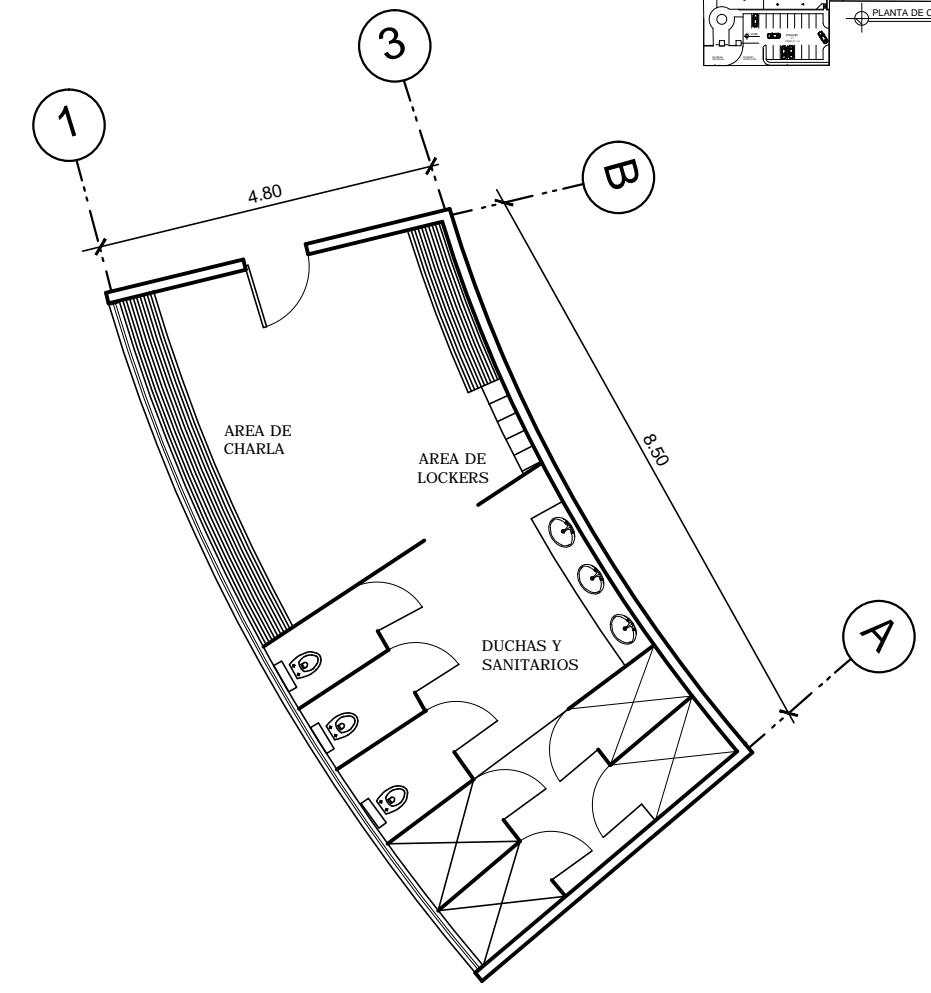 PLANTA DE C
3
1
4.80
B
8.50
AREA DE
CHARLA
AREA DE
LOCKERS
A
DUCHAS Y
SANITARIOS